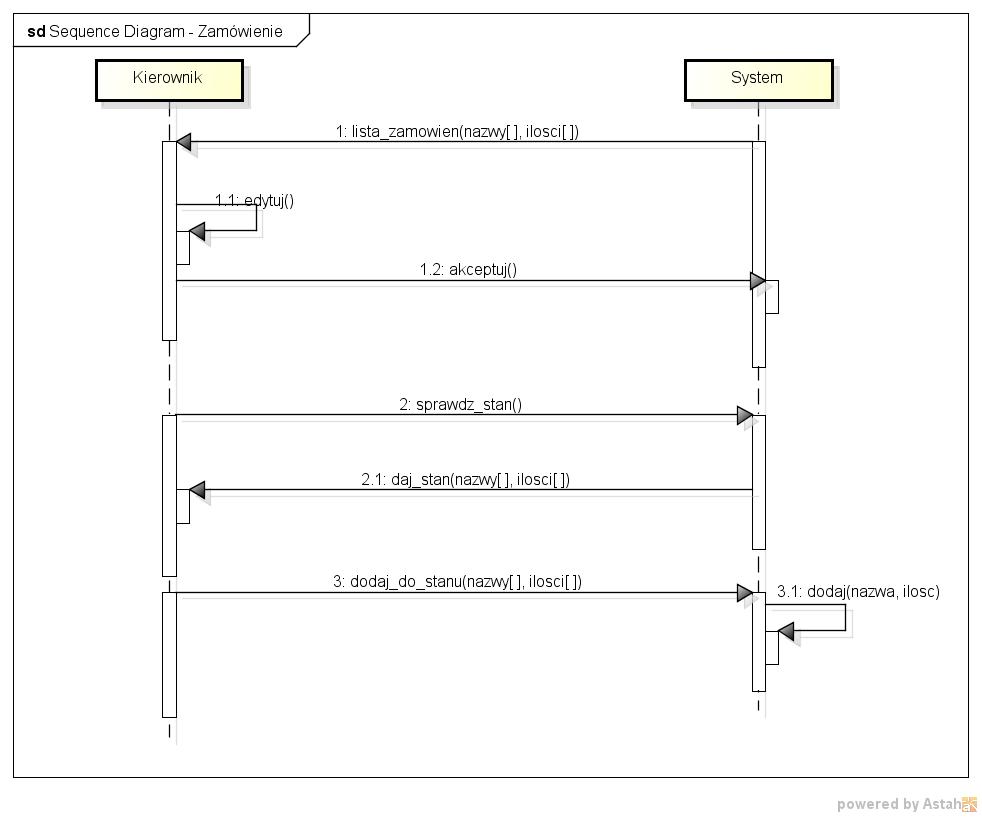 sd Sequence Diagram - Zamówienie
Kierownik
System
1: lista_zamowien(nazwy[ ], ilosci[ ])
1.1: edytuj()
1.2: akceptuj()
2: sprawdz_stan()
2.1: daj_stan(nazwy[ ], ilosci[ ])
3: dodaj_do_stanu(nazwy[ ], ilosci[ ])
3.1: dodaj(nazwa, ilosc)
powered by Astah